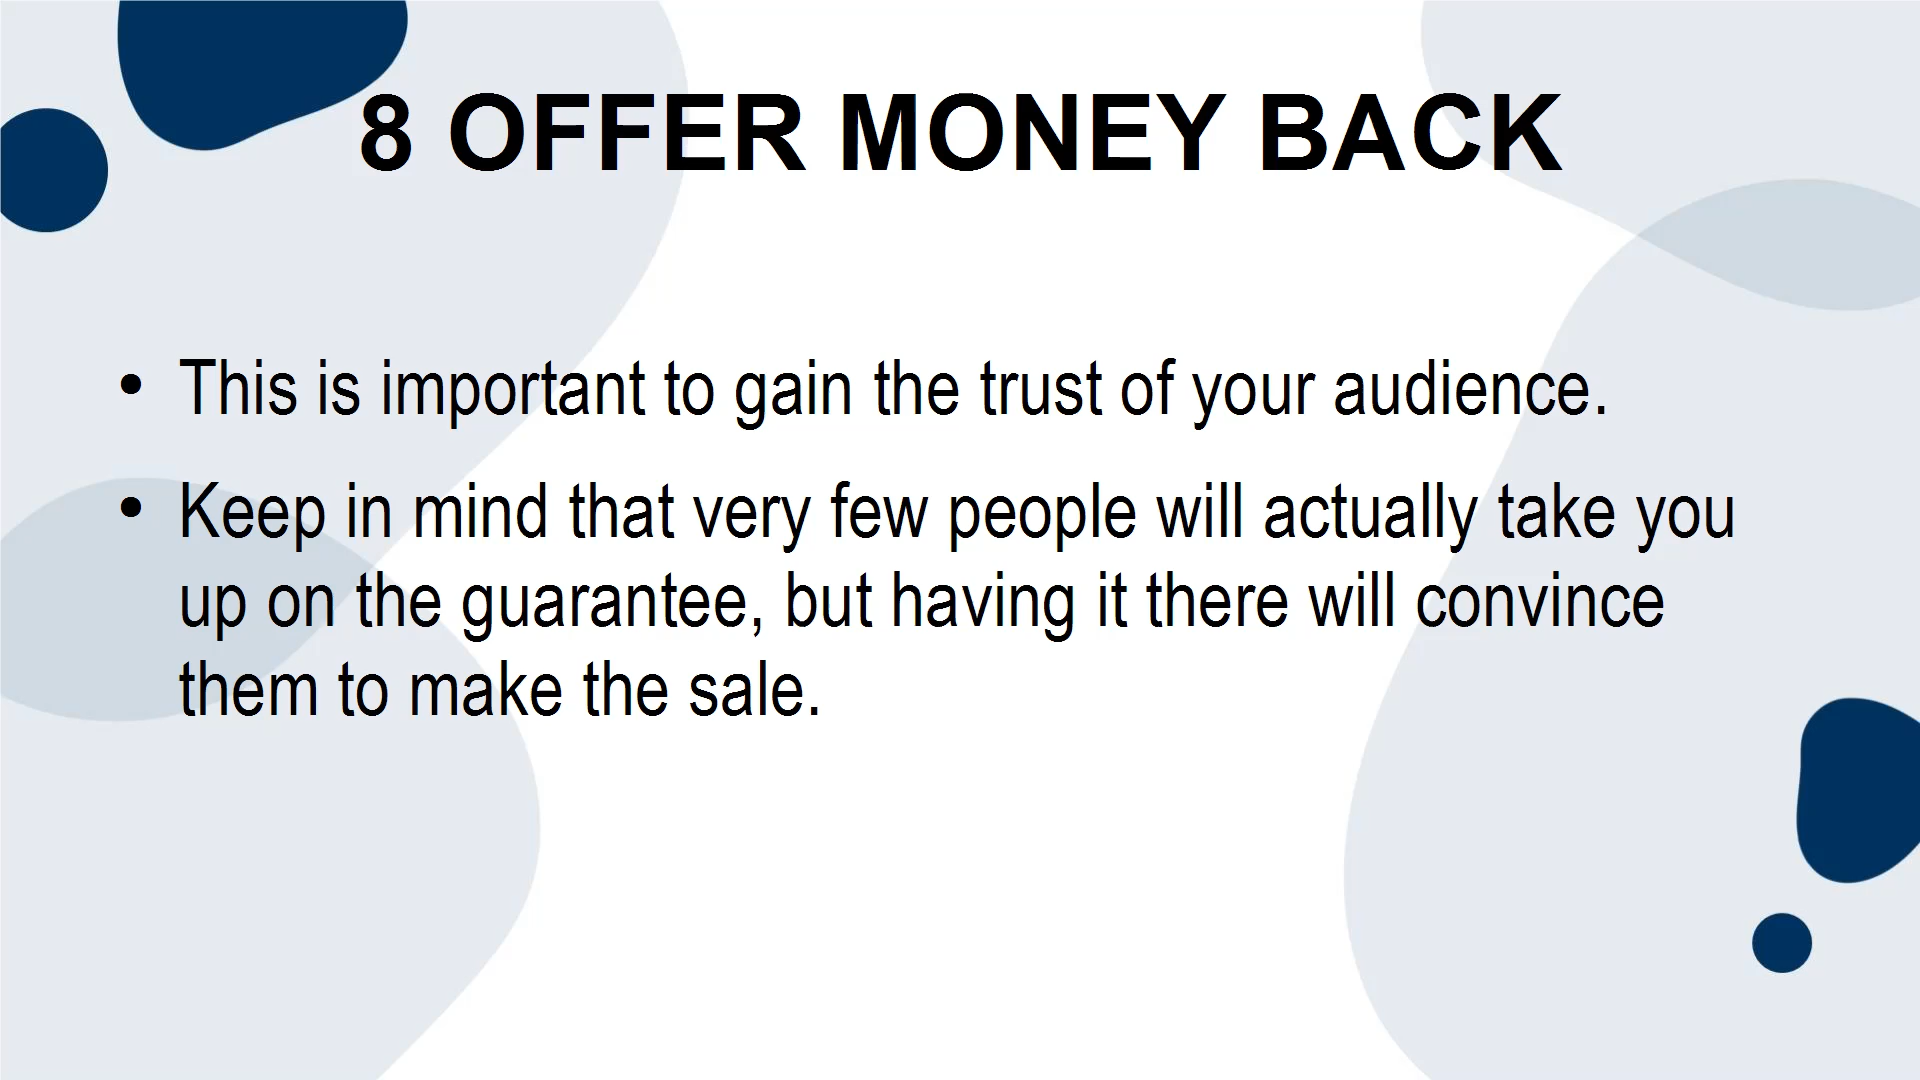 8 OFFER MONEY BACK
• This is important to gain the trust of your audience.
• Keep in mind that very few people will actually take you
up on the guarantee, but having it there will convince
them to make the sale.